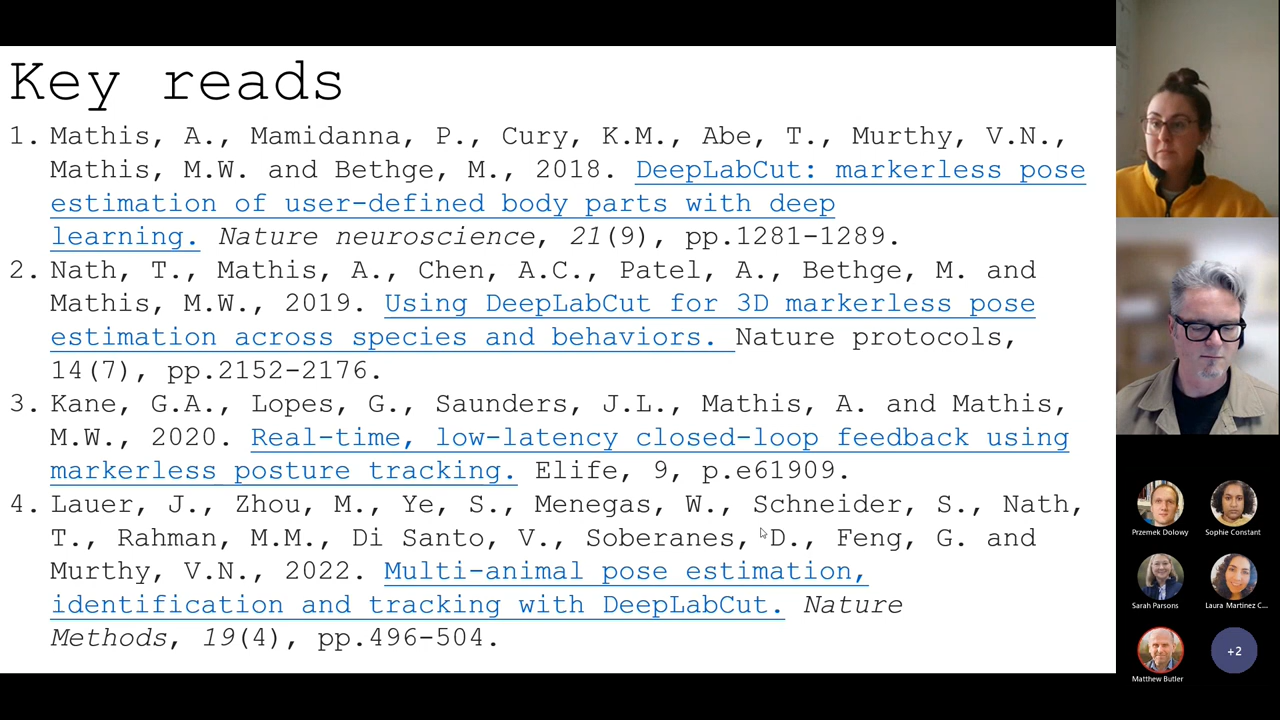 Key reads
1. Mathis, A., Mamidanna, P., Cury, K.M., Abe, T., Murthy, V.N.,
Mathis, M.W. and Bethge, M., 2018. DeepLabCut: markerless pose
estimation of user-defined body parts with deep
learning. Nature neuroscience, 21(9), pp.1281-1289.
2. Nath, T., Mathis, A., Chen, A.C., Patel, A., Bethge, M. and
Mathis, M.W., 2019. Using DeepLabCut for 3D markerless pose
estimation across species and behaviors. Nature protocols,
14(7), pp.2152-2176.
3. Kane, G.A., Lopes, G., Saunders, J.L., Mathis, A. and Mathis,
M.W., 2020. Real-time, low-latency closed-loop feedback using
markerless posture tracking. Elife, 9, p.e61909.
4. Lauer, J., Zhou, M., Ye, S., Menegas, W., Schneider, S., Nath,
T., Rahman, M.M., Di Santo, V., Soberanes, D., Feng, G. and
Murthy, V.N., 2022. Multi-animal pose estimation,
identification and tracking with DeepLabCut. Nature
Methods, 19(4), pp.496-504.
Przemek Dolowy
Sophie Constant
Sarah Parsons
Laura Martinez C...
Matthew Butler
+2